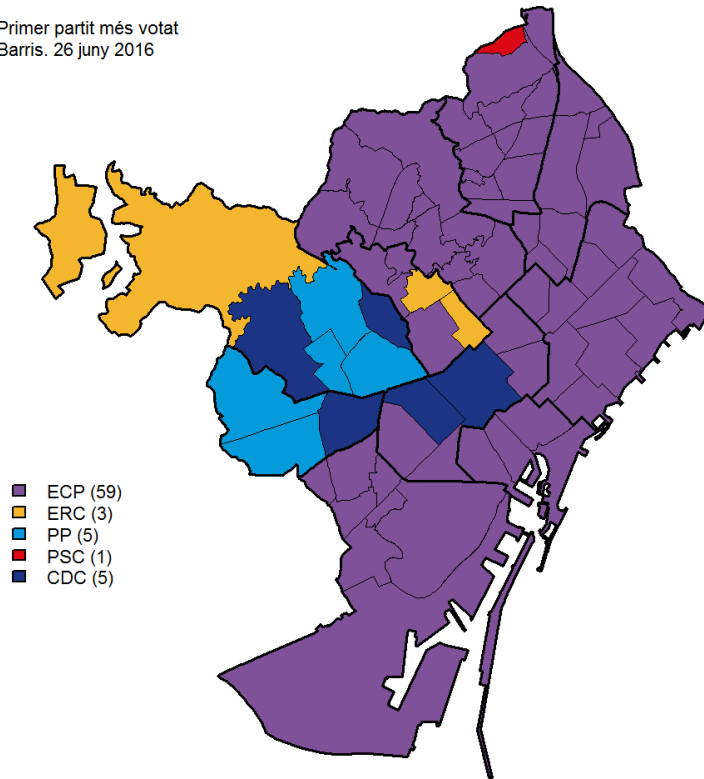 Primer partit més votat
Barris. 26 juny 2016
ECP (59)
ERC (3)
PP (5)
PSC (1)
CDC (5)